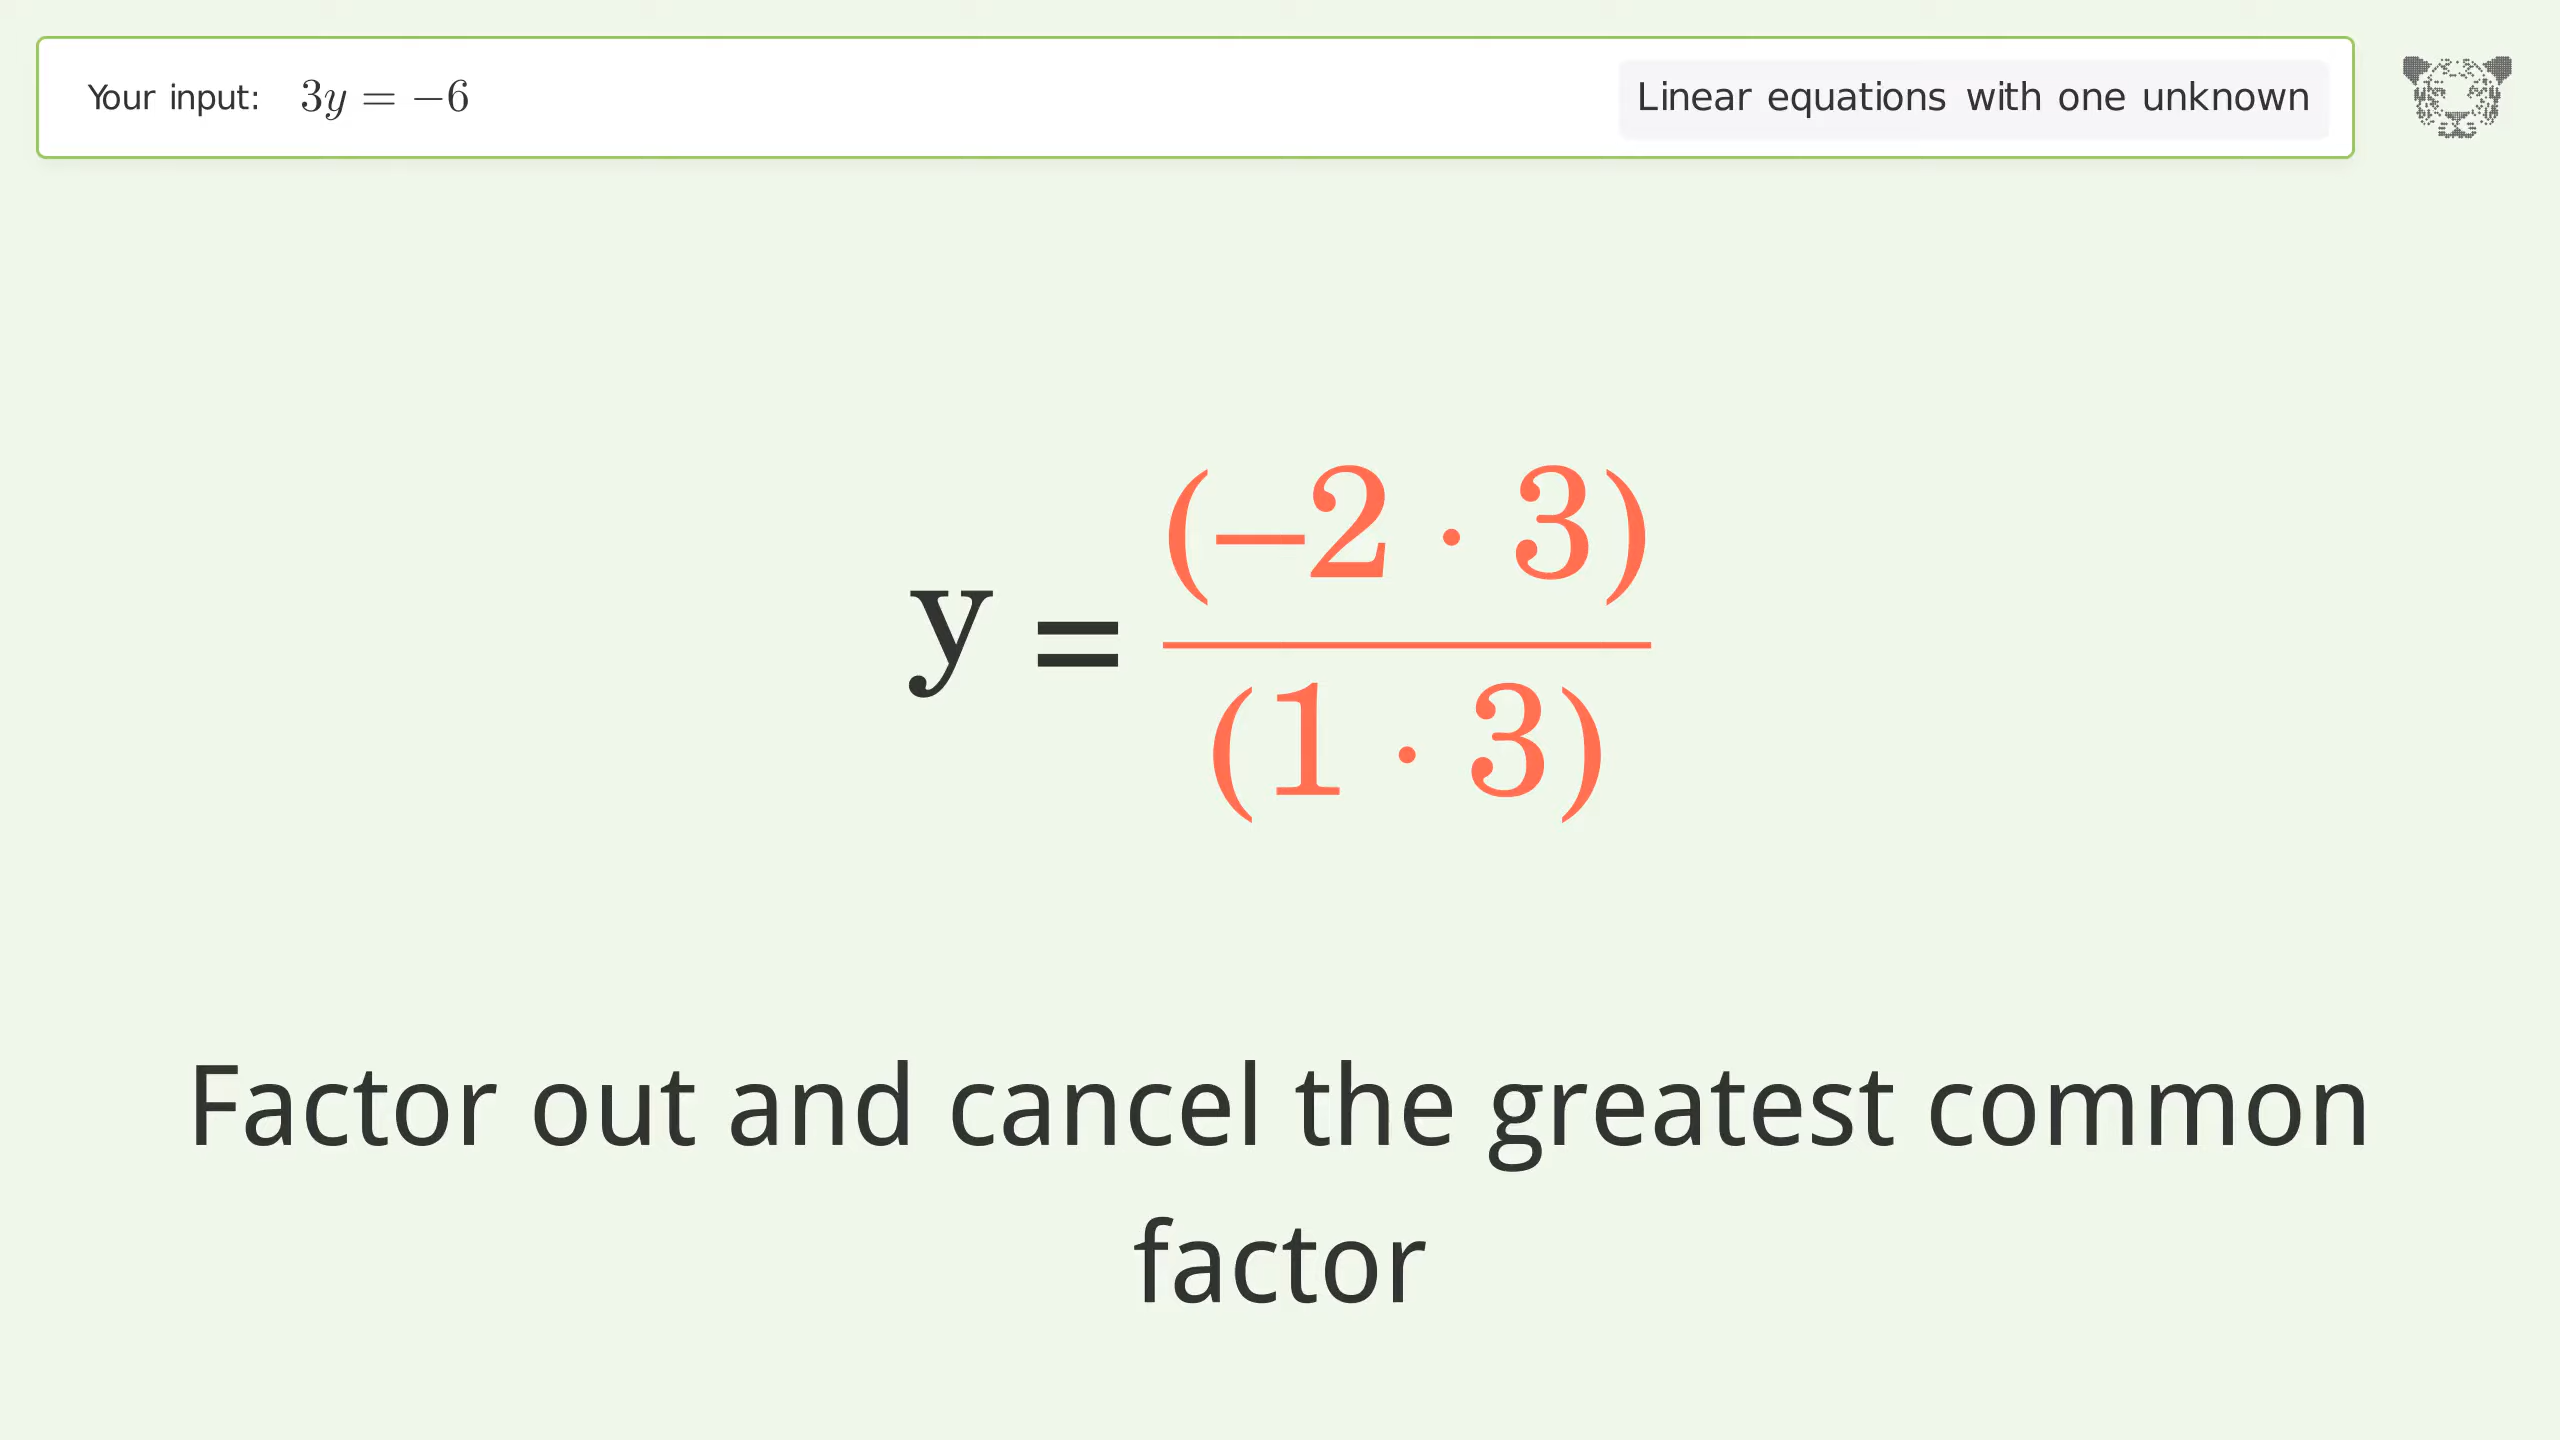 Your input: 3y = −6
Linear equations with one unknown
y = (−2 · 3) / (1 · 3)
Factor out and cancel the greatest common
factor